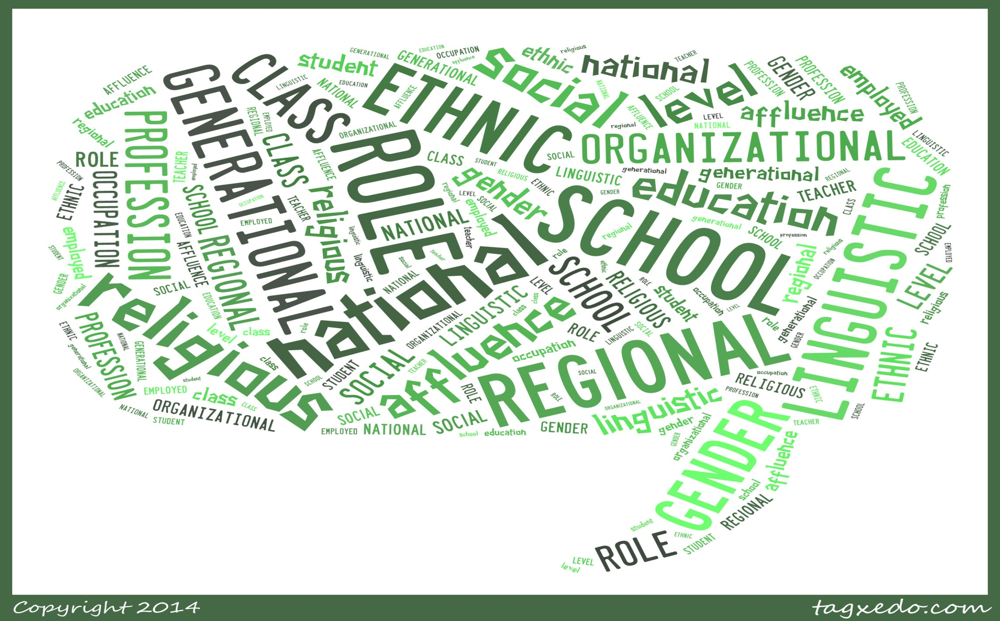 GENERATIONAL
EDUCATION
OCCUPATION
affluence
student
social
ethnic
religious
national
TEACHER
GENERATIONAL
CLASS
ETHNIC
level
PROFESSION
GENDER
PROFESSION
employed
PROFESSION
AFFLUENCE
GENERATIONAL
LINGUISTIC
NATIONAL
EDUCATION
AFFLUENCE
NATIONAL
SCHOOL
AFFLUENCE
affluence
education
regional
LEVEL
regional
NATIONAL
LINGUISTIC
EDUCATION
PROFESSION
REGIONAL
EMPLOYED
CLASS
ORGANIZATIONAL
ROLE
SOCIAL
ORGANIZATIONAL
ROLE
TEACHER
employed
AFFLUENCE
CLASS
STUDENT
RELIGIOUS
gender
LINGUISTIC
generational
generational
REGIONAL
PROFESSION
AFFLUENCE
ETHNIC
OCCUPATION
SCHOOL
OCCUPATION
TEACHER
religious
regional
LEVEL
SOCIAL
ETHNIC
SCHOOL
GENDER
education
GENDER
TEACHER
CLASS
LINGUISTIC
profession
employed
STUDENT
EDUCATION
AFFLUENCE
REGIONAL
EMPLOYED
linguistic
NATIONAL
employed
teacher
national
regional
generational
SCHOOL
profession
SCHOOL
EMPLOYED
GENDER
organizational
religious
SOCIAL
EDUCATION
linguistic
social
teacher
NATIONAL
role
SCHOOL
ethnic
RELIGIOUS
ROLE
student
occupation
LEVEL
regional
religious
OCCUPATION
LEVEL
religious
ETHNIC
NATIONAL
generational
PROFESSION
GENERATIONAL
level
class
role
ORGANIZATIONAL
LINGUISTIC
class
class
LEVEL
affluence
ROLE
LINGUISTIC
SOCIAL
role
generational
GENDER
ETHNIC
ETHNIC
ORGANIZATIONAL
student
class
SCHOOL
STUDENT
SOCIAL
TEACHER
occupation
REGIONAL
SOCIAL
occupation
RELIGIOUS
PROFESSION
ETHNIC
EMPLOYED
class
CLASS
ROLE
ROLE
ORGANIZATIONAL
linguistic
GENDER
SCHOOL
NATIONAL
STUDENT
ORGANIZATIONAL
SOCIAL
EMPLOYED
NATIONAL
SOCIAL
school
education
GENDER
gender
GENDER
organizational
TEACHER
affluence
school
REGIONAL
student
ETHNIC
STUDENT
ROLE
LEVEL
level
Copyright 2014
tagxedo.com